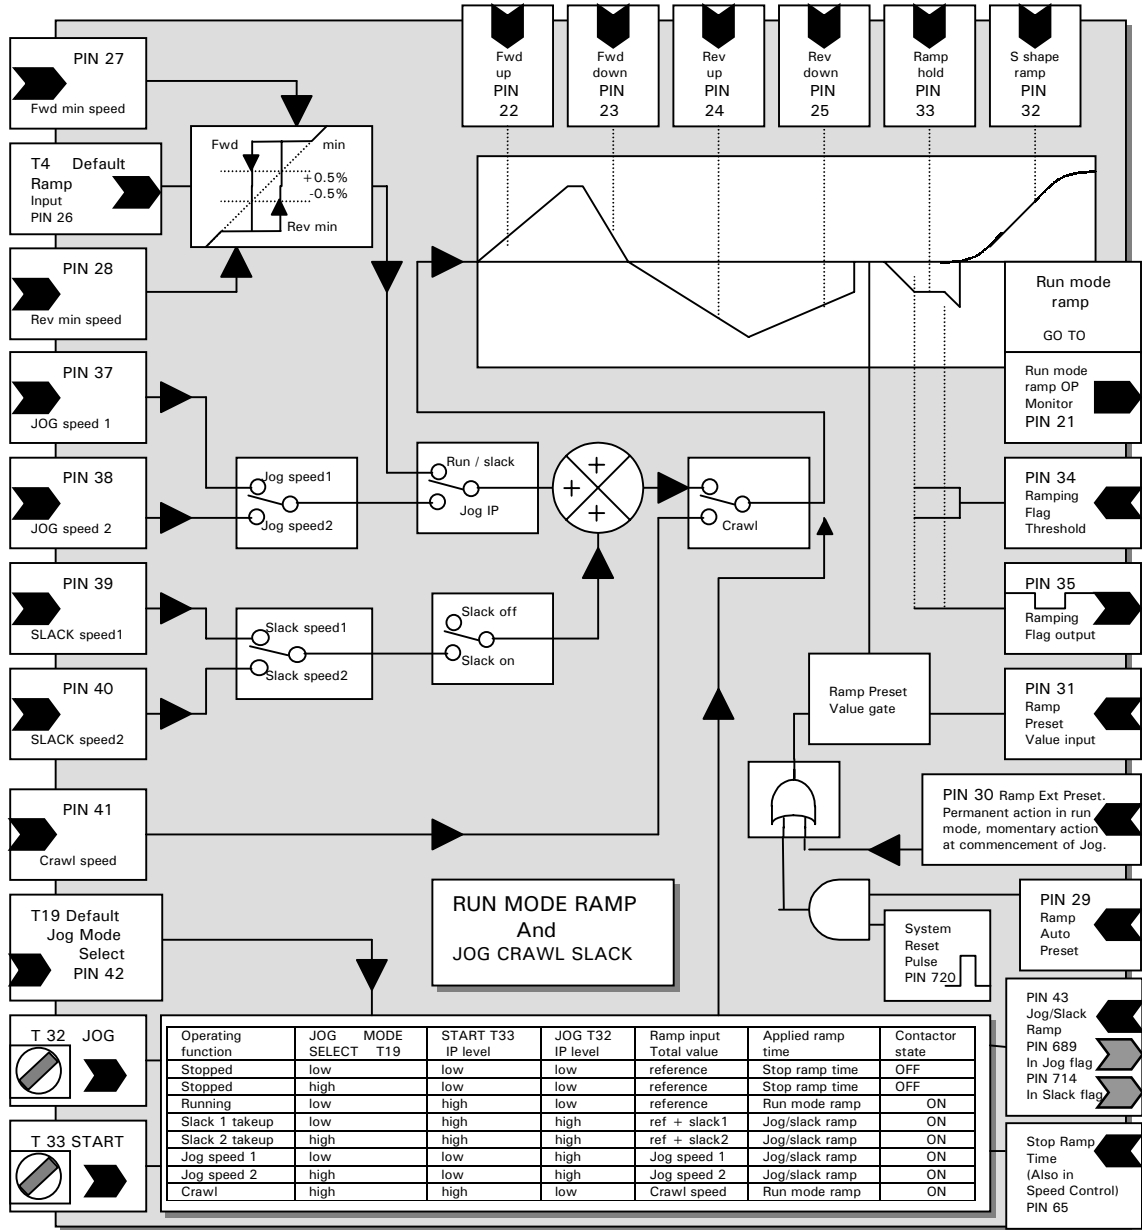 PIN 27
Fwd min speed
T4 Default
Ramp
Input
PIN 26
PIN 28
Rev min speed
PIN 37
JOG speed 1
PIN 38
JOG speed 2
PIN 39
SLACK speed1
PIN 40
SLACK speed2
PIN 41
Crawl speed
T19 Default
Jog Mode
Select
PIN 42
T 32 JOG
T 33 START
Fwd min
+0.5%
-0.5%
Rev min
Fwd
up
PIN
22
Fwd
down
PIN
23
Rev
up
PIN
24
Rev
down
PIN
25
Ramp
hold
PIN
33
S shape
ramp
PIN
32
Run mode
ramp
GO TO
Run mode
ramp OP
Monitor
PIN 21
PIN 34
Ramping
Flag
Threshold
PIN 35
Ramping
Flag output
PIN 31
Ramp
Preset
Value input
PIN 30 Ramp Ext Preset.
Permanent action in run
mode, momentary action
at commencement of Jog.
PIN 29
Ramp
Auto
Preset
PIN 43
Jog/Slack
Ramp
PIN 689
In Jog flag
PIN 714
In Slack flag
Stop Ramp
Time
(Also in
Speed Control)
PIN 65
Jog speed1
Jog speed2
Run / slack
Jog IP
+
+
+
Crawl
Slack speed1
Slack speed2
Slack off
Slack on
Ramp Preset
Value gate
System
Reset
Pulse
PIN 720
RUN MODE RAMP
And
JOG CRAWL SLACK
Operating function JOG MODE SELECT T19 START T33 IP level JOG T32 IP level Ramp input Total value Applied ramp time Contactor state
Stopped low low low reference Stop ramp time OFF
Stopped high low low reference Stop ramp time OFF
Running low high low reference Run mode ramp ON
Slack 1 takeup low high high ref + slack1 Jog/slack ramp ON
Slack 2 takeup high high high ref + slack2 Jog/slack ramp ON
Jog speed 1 low low high Jog speed 1 Jog/slack ramp ON
Jog speed 2 high low high Jog speed 2 Jog/slack ramp ON
Crawl high high low Crawl speed Run mode ramp ON